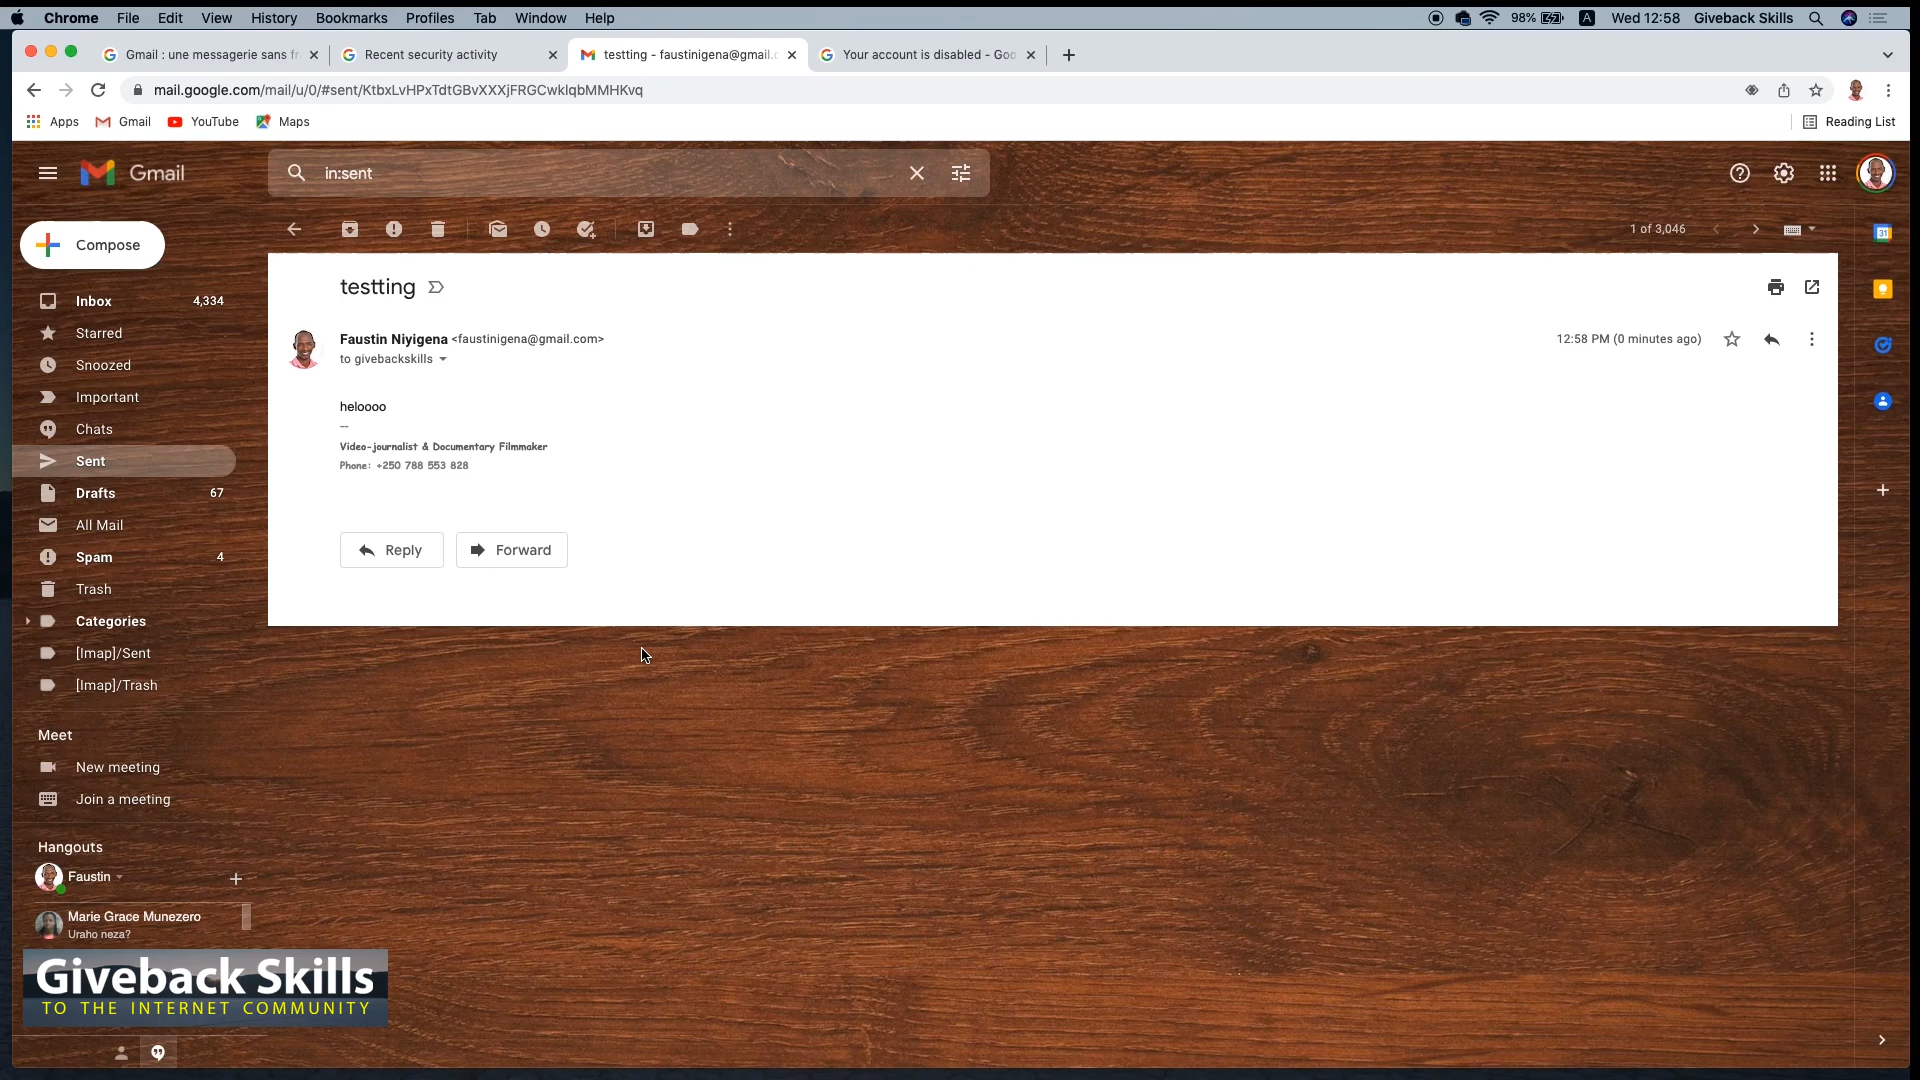 Chrome File Edit View History Bookmarks Profiles Tab Window Help
98% A Wed 12:58 Giveback Skills
Gmail : une messagerie sans fr
Recent security activity
testting - faustinigena@gmail.c
Your account is disabled - Goo
mail.google.com/mail/u/0/#sent/KtbxLvHPxTdtGBvXXXjFRGCwklqbMMHKvq
Apps Gmail YouTube Maps Reading List
Gmail
in:sent
Compose
1 of 3,046
31
Inbox 4,334
Starred
Snoozed
Important
Chats
Sent
Drafts 67
All Mail
Spam 4
Trash
Categories
[Imap]/Sent
[Imap]/Trash
Meet
New meeting
Join a meeting
Hangouts
Faustin
Marie Grace Munezero
Uraho neza?
testting
Faustin Niyigena <faustinigena@gmail.com>
12:58 PM (0 minutes ago)
to givebackskills
heloooo
--
Video-journalist & Documentary Filmmaker
Phone: +250 788 553 828
Reply Forward
Giveback Skills
TO THE INTERNET COMMUNITY